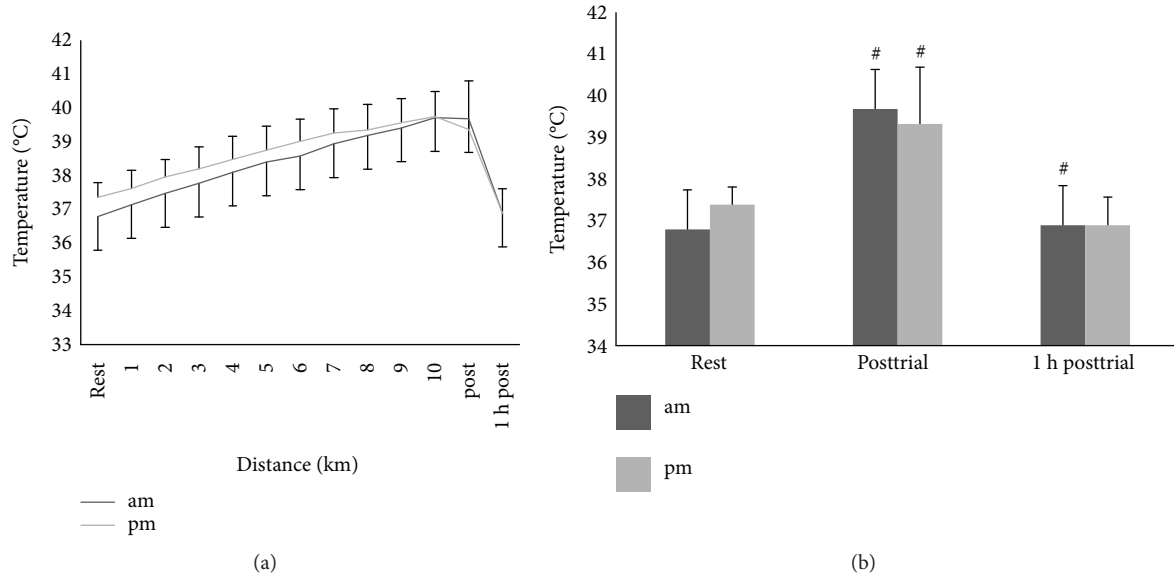 42
41
40
39
38
37
36
35
34
33
Temperature (°C)
Rest
1
2
3
4
5
6
7
8
9
10
post
1 h post
Distance (km)
am
pm
(a)
42
41
40
39
38
37
36
35
34
Temperature (°C)
#
#
#
Rest
Posttrial
1 h posttrial
am
pm
(b)